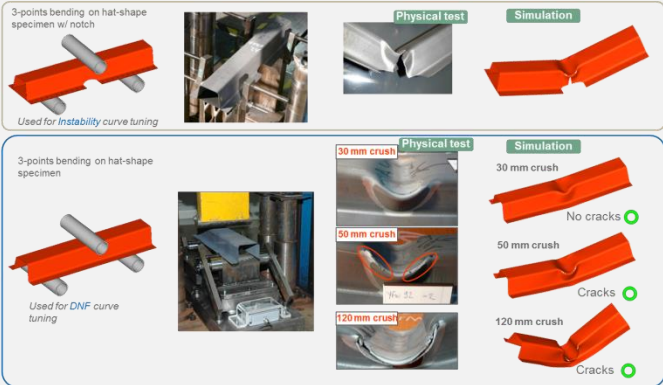 3-points bending on hat-shape
specimen w/ notch
Physical test
Simulation
Used for Instability curve tuning
3-points bending on hat-shape
specimen
Used for DNF curve
tuning
Physical test
30 mm crush
50 mm crush
120 mm crush
Simulation
30 mm crush
No cracks
50 mm crush
Cracks
120 mm crush
Cracks